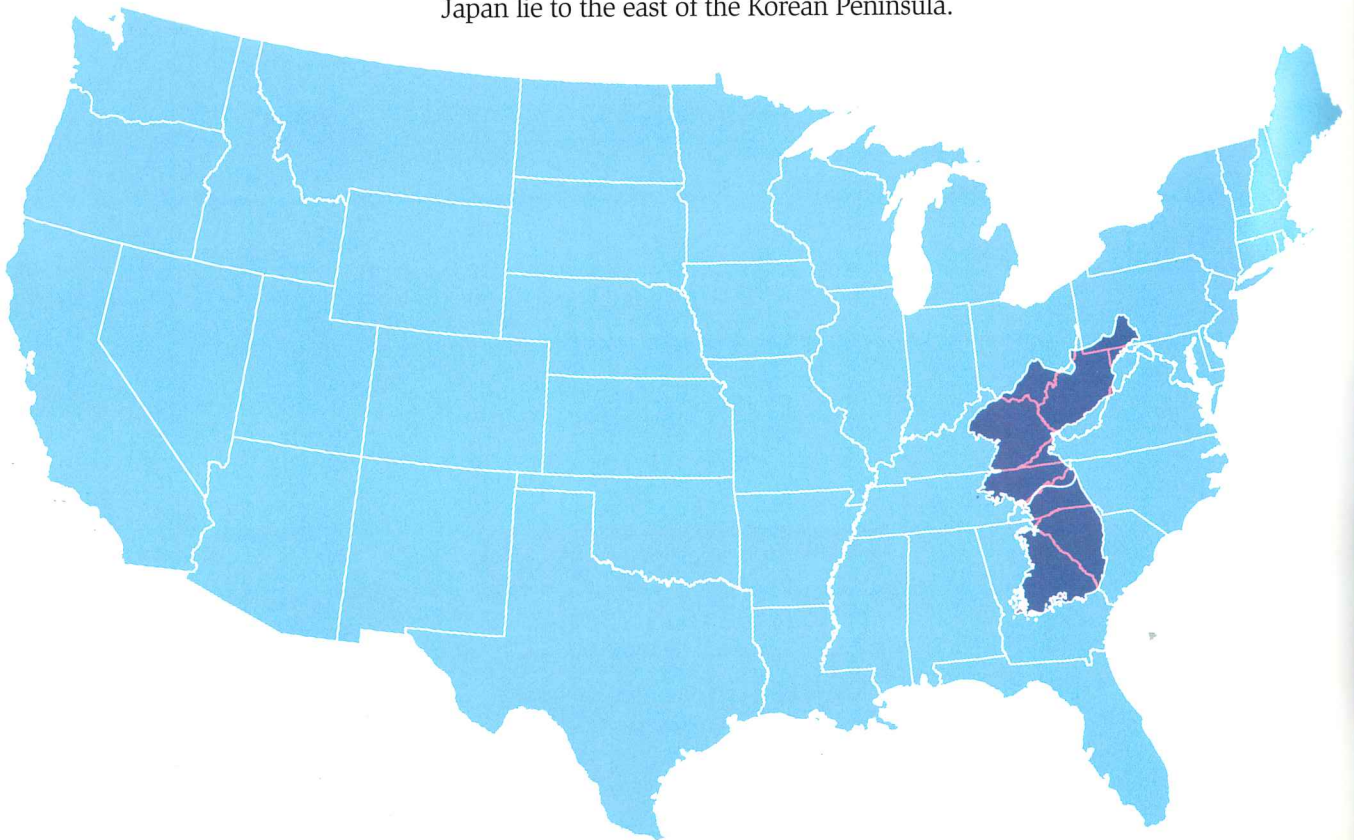 Japan lie to the east of the Korean Peninsula.